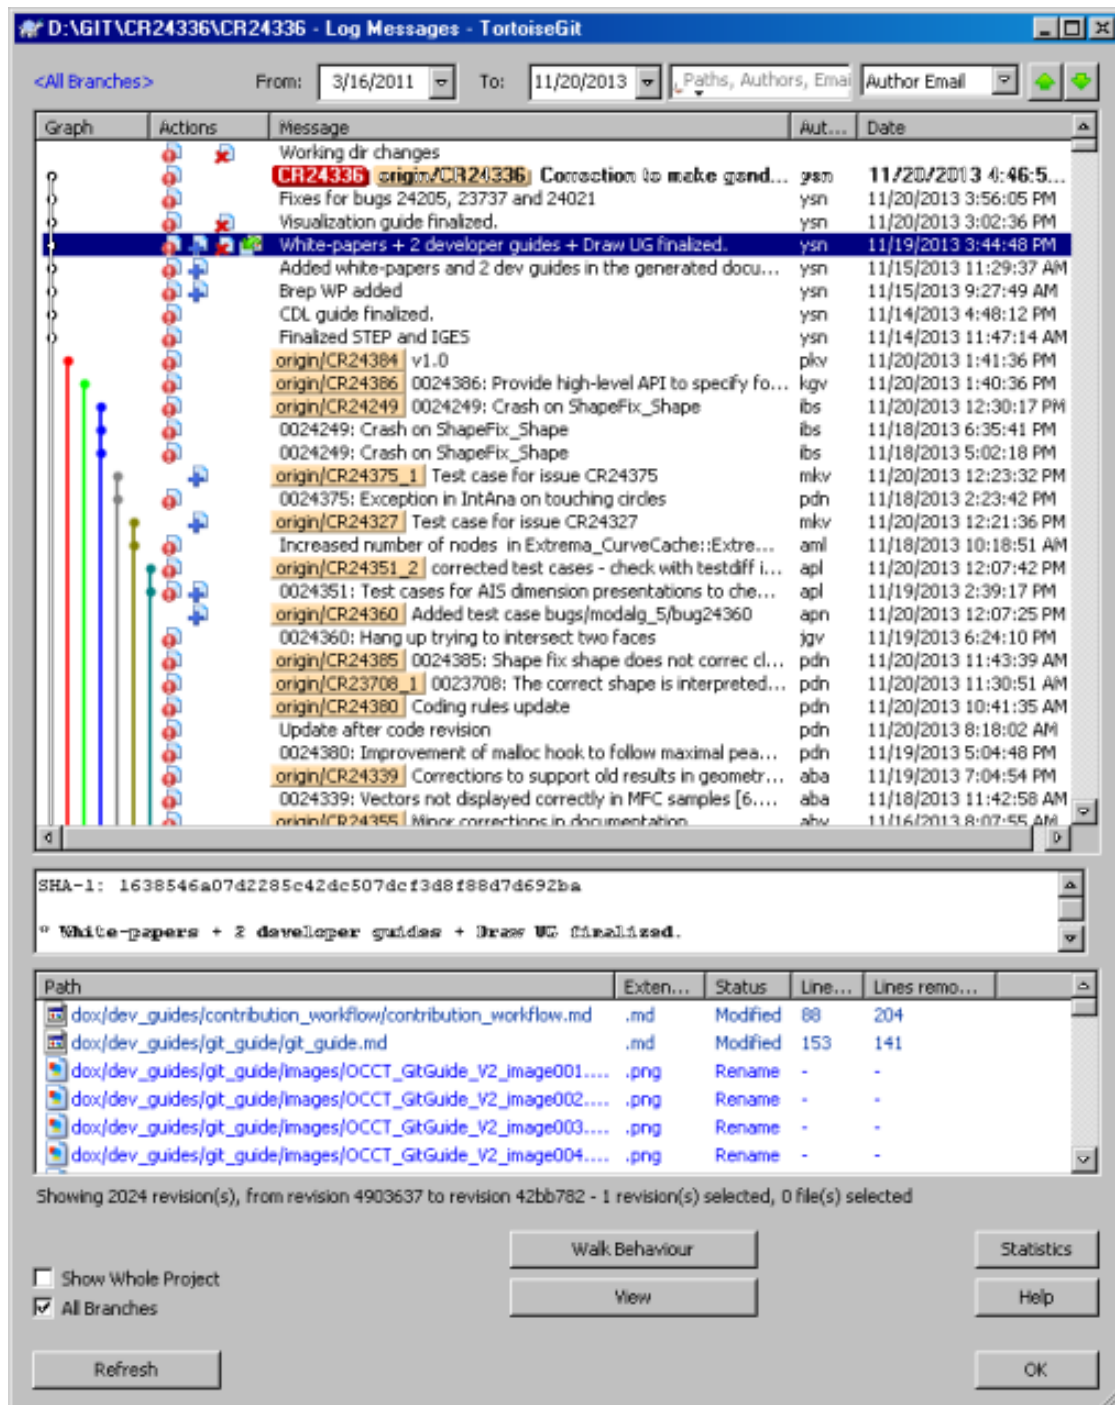 D:\GIT\CR24336\CR24336 - Log Messages - TortoiseGit
<All Branches> From: 3/16/2011 To: 11/20/2013 Paths, Authors, Emai Author Email
Graph Actions Message Aut... Date
Working dir changes
CR24336 origin/CR24336 Correction to make gend... ysn 11/20/2013 4:46:5...
Fixes for bugs 24205, 23737 and 24021 ysn 11/20/2013 3:56:05 PM
Visualization guide finalized. ysn 11/20/2013 3:02:36 PM
White-papers + 2 developer guides + Draw UG finalized. ysn 11/19/2013 3:44:48 PM
Added white-papers and 2 dev guides in the generated docu... ysn 11/15/2013 11:29:37 AM
Brep WP added ysn 11/15/2013 9:27:49 AM
CDL guide finalized. ysn 11/14/2013 4:48:12 PM
Finalized STEP and IGES ysn 11/14/2013 11:47:14 AM
origin/CR24384 v1.0 pkv 11/20/2013 1:41:36 PM
origin/CR24386 0024386: Provide high-level API to specify fo... kgv 11/20/2013 1:40:36 PM
origin/CR24249 0024249: Crash on ShapeFix_Shape ibs 11/20/2013 12:30:17 PM
0024249: Crash on ShapeFix_Shape ibs 11/18/2013 6:35:41 PM
0024249: Crash on ShapeFix_Shape ibs 11/18/2013 5:02:18 PM
origin/CR24375_1 Test case for issue CR24375 mkv 11/20/2013 12:23:32 PM
0024375: Exception in IntAna on touching circles pdn 11/18/2013 2:23:42 PM
origin/CR24327 Test case for issue CR24327 mkv 11/20/2013 12:21:36 PM
Increased number of nodes in Extrema_CurveCache::Extre... aml 11/18/2013 10:18:51 AM
origin/CR24351_2 corrected test cases - check with testdiff i... apl 11/20/2013 12:07:42 PM
0024351: Test cases for AIS dimension presentations to che... apl 11/19/2013 2:39:17 PM
origin/CR24360 Added test case bugs/modalg_5/bug24360 apn 11/20/2013 12:07:25 PM
0024360: Hang up trying to intersect two faces jgv 11/19/2013 6:24:10 PM
origin/CR24385 0024385: Shape fix shape does not correc cl... pdn 11/20/2013 11:43:39 AM
origin/CR23708_1 0023708: The correct shape is interpreted... pdn 11/20/2013 11:30:51 AM
origin/CR24380 Coding rules update pdn 11/20/2013 10:41:35 AM
Update after code revision pdn 11/20/2013 8:18:02 AM
0024380: Improvement of malloc hook to follow maximal pea... pdn 11/19/2013 5:04:48 PM
origin/CR24339 Corrections to support old results in geometr... aba 11/19/2013 7:04:54 PM
0024339: Vectors not displayed correctly in MFC samples [6.... aba 11/18/2013 11:42:58 AM
origin/CR24355 Minor corrections in documentation abv 11/16/2013 8:07:55 AM
SHA-1: 1638546a07d2285c42dc507dcf3d8f88d7d692ba
* White-papers + 2 developer guides + Draw UG finalized.
Path Exten... Status Line... Lines remo...
dox/dev_guides/contribution_workflow/contribution_workflow.md .md Modified 88 204
dox/dev_guides/git_guide/git_guide.md .md Modified 153 141
dox/dev_guides/git_guide/images/OCCT_GitGuide_V2_image001.... .png Rename - -
dox/dev_guides/git_guide/images/OCCT_GitGuide_V2_image002.... .png Rename - -
dox/dev_guides/git_guide/images/OCCT_GitGuide_V2_image003.... .png Rename - -
dox/dev_guides/git_guide/images/OCCT_GitGuide_V2_image004.... .png Rename - -
Showing 2024 revision(s), from revision 4903637 to revision 42bb782 - 1 revision(s) selected, 0 file(s) selected
Walk Behaviour Statistics
Show Whole Project
View Help
All Branches
Refresh OK